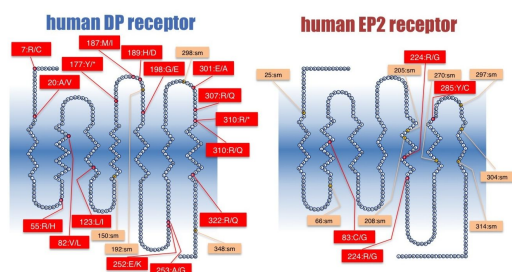 human DP receptor
187:M/I
189:H/D
7:R/C
177:Y/*
298:sm
20:A/V
198:G/E
301:E/A
307:R/Q
310:R/*
310:R/Q
55:R/H
123:L/I
322:R/Q
82:V/L
150:sm
192:sm
348:sm
252:E/K
253:A/G
human EP2 receptor
224:R/G
25:sm
205:sm
270:sm
297:sm
285:Y/C
304:sm
66:sm
208:sm
314:sm
83:C/G
224:R/G